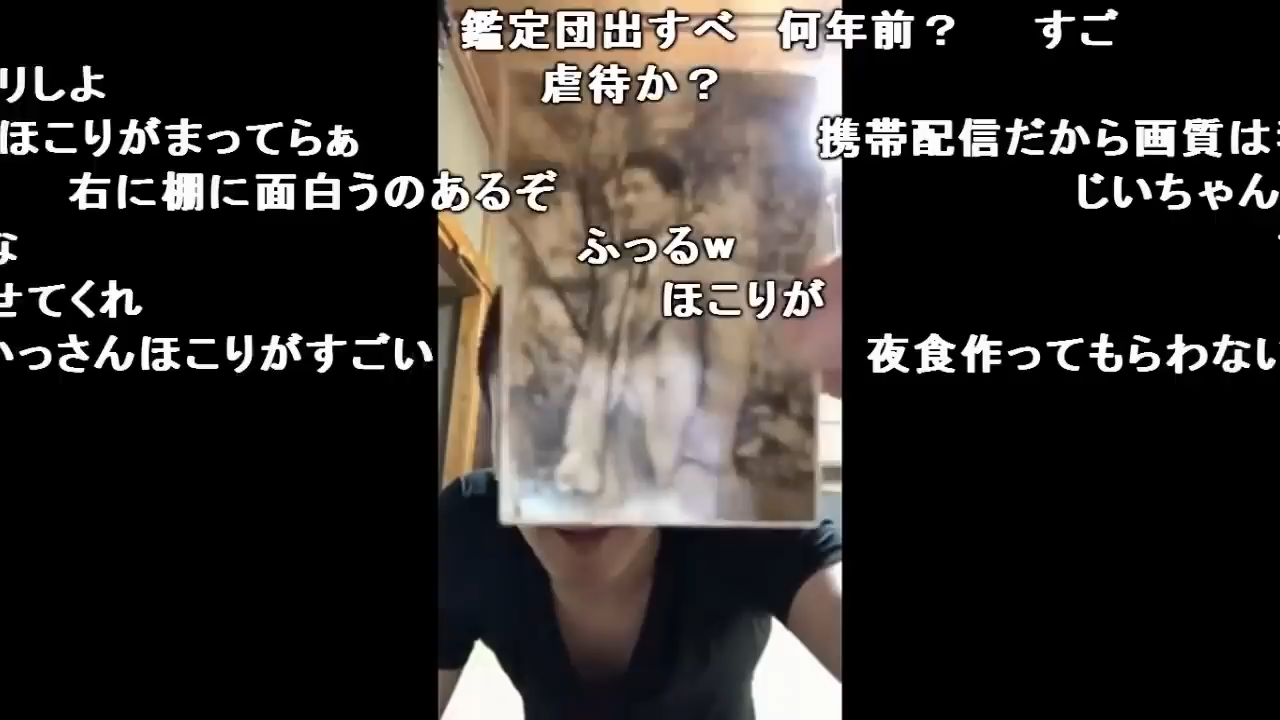 鑑定団出すべ 何年前？ すご
リしよ 虐待か？
ほこりがまってらぁ 携帯配信だから画質は
右に棚に面白うのあるぞ じいちゃん
な ふっるw
せてくれ ほこりが
いっさんほこりがすごい 夜食作ってもらわない